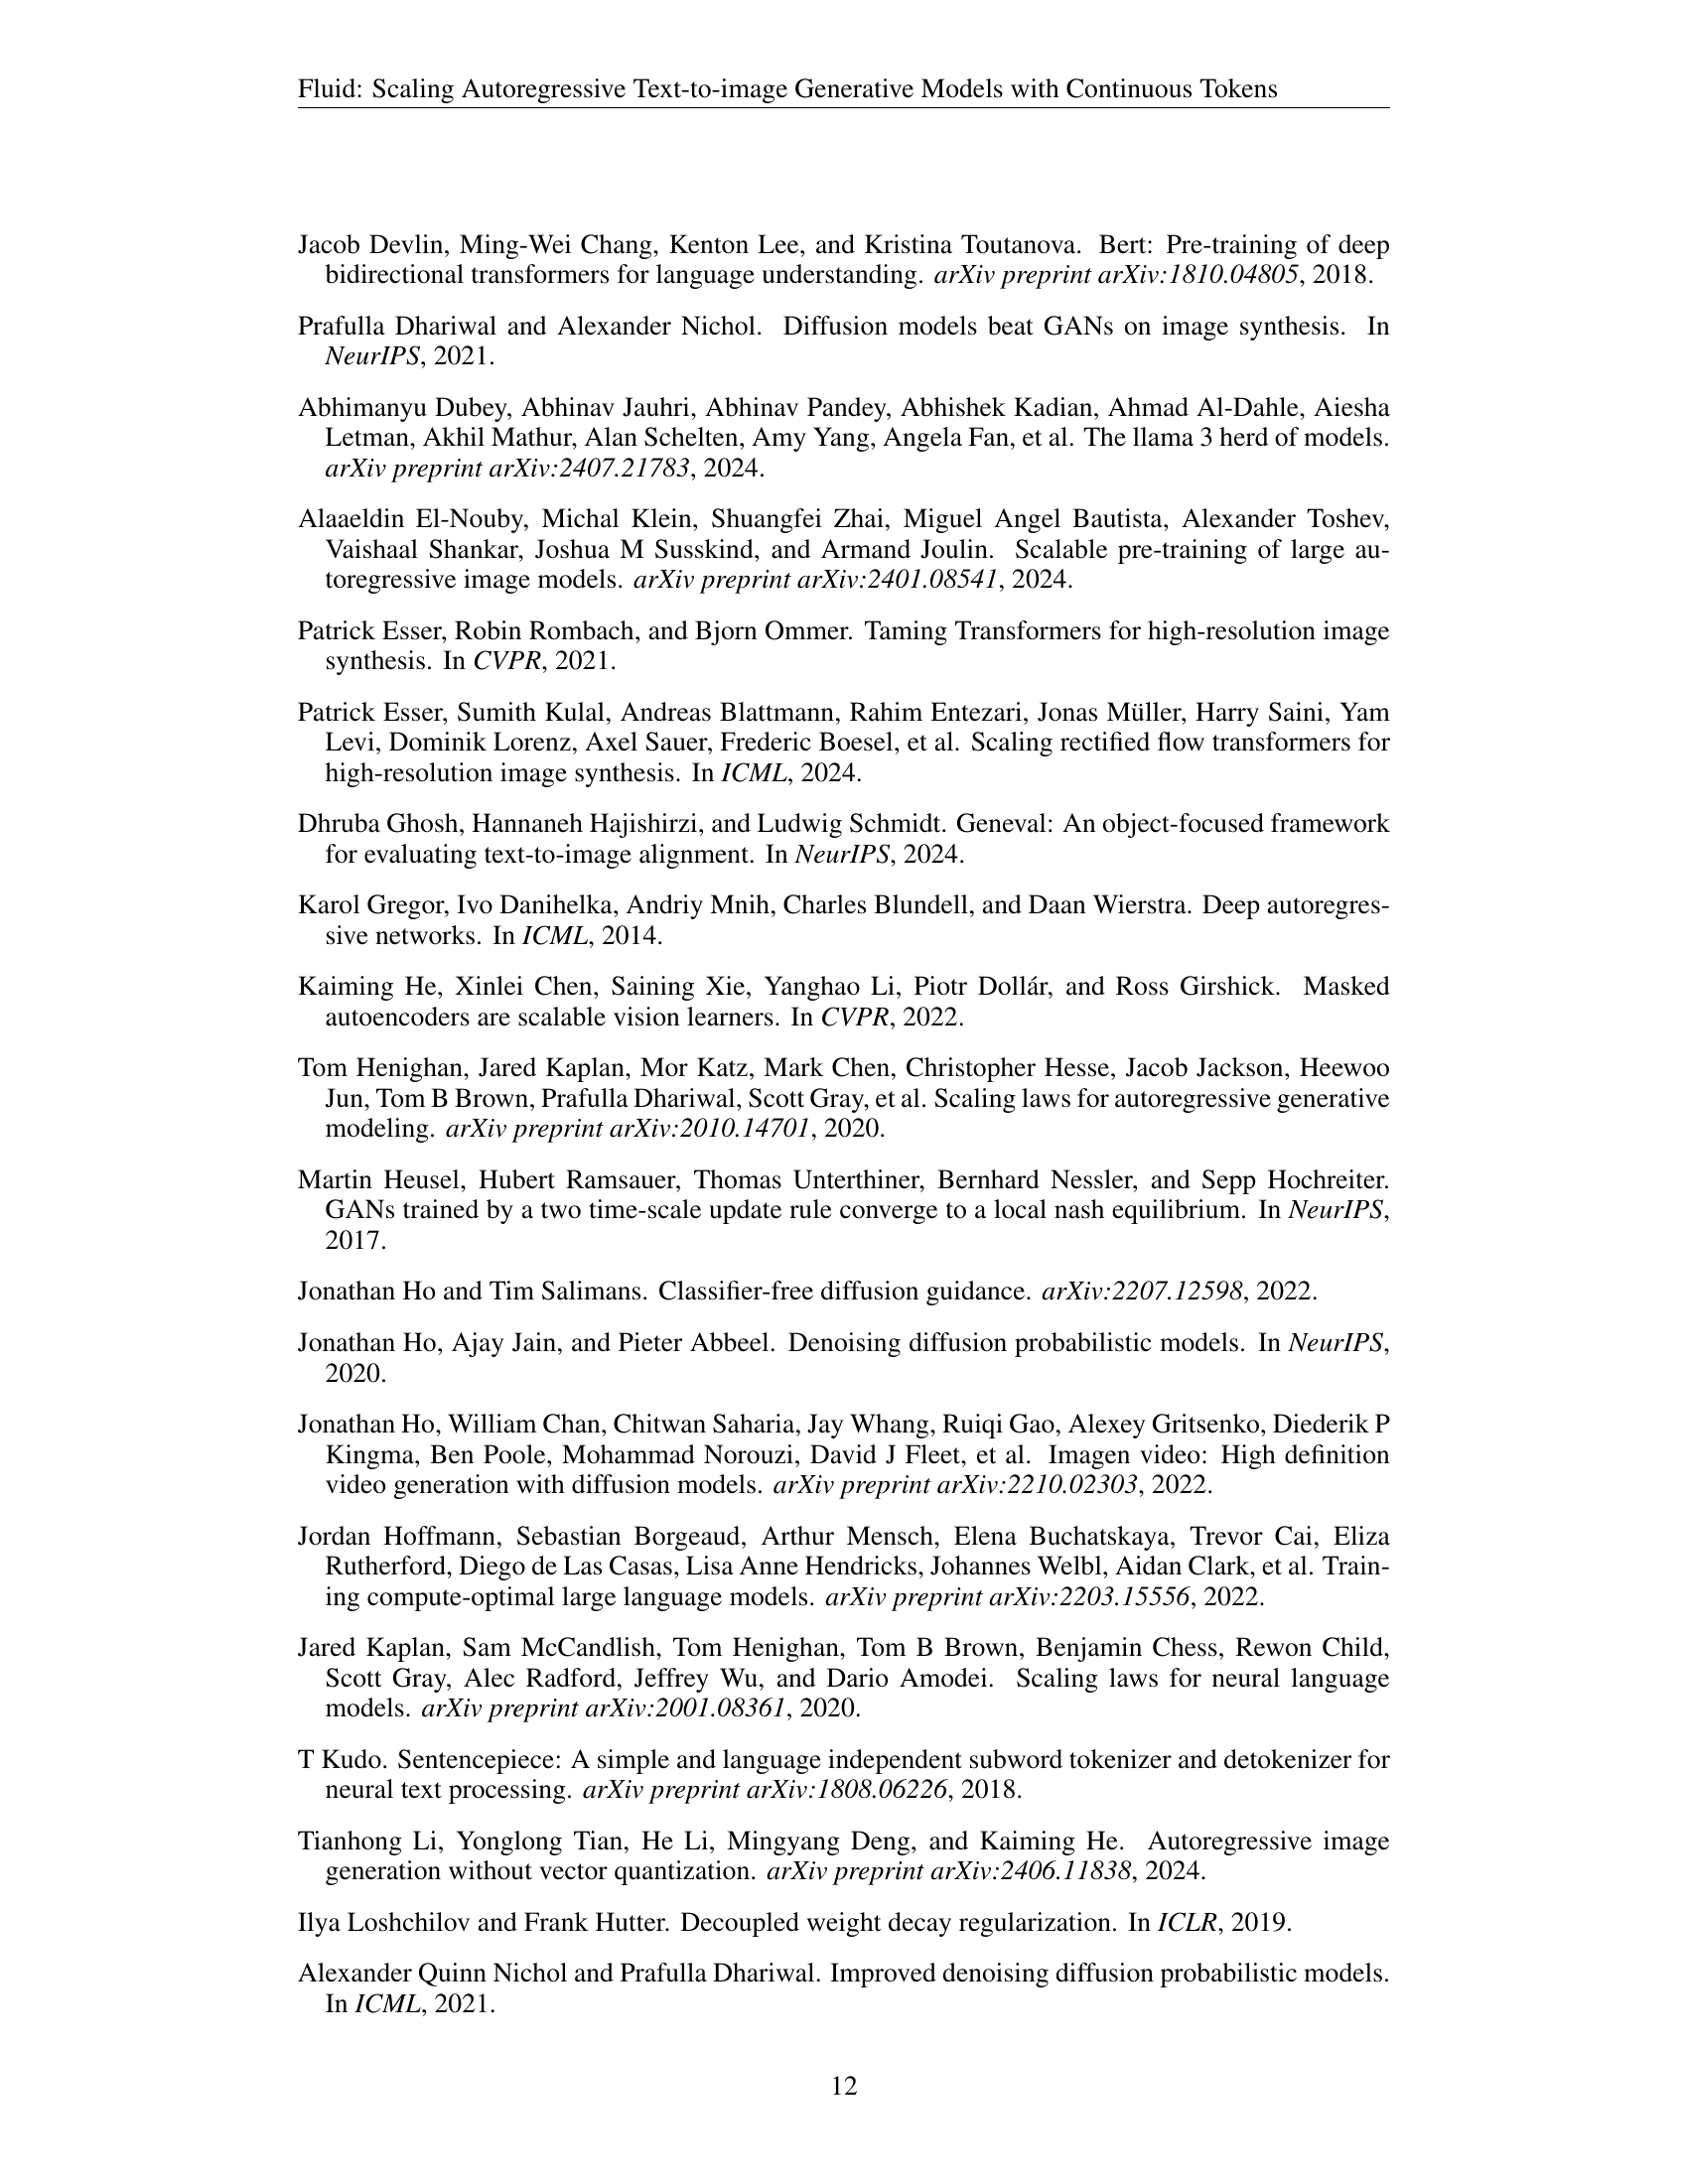 Fluid: Scaling Autoregressive Text-to-image Generative Models with Continuous Tokens
Jacob Devlin, Ming-Wei Chang, Kenton Lee, and Kristina Toutanova. Bert: Pre-training of deep
bidirectional transformers for language understanding. arXiv preprint arXiv:1810.04805, 2018.
Prafulla Dhariwal and Alexander Nichol. Diffusion models beat GANs on image synthesis. In
NeurIPS, 2021.
Abhimanyu Dubey, Abhinav Jauhri, Abhinav Pandey, Abhishek Kadian, Ahmad Al-Dahle, Aiesha
Letman, Akhil Mathur, Alan Schelten, Amy Yang, Angela Fan, et al. The llama 3 herd of models.
arXiv preprint arXiv:2407.21783, 2024.
Alaaeldin El-Nouby, Michal Klein, Shuangfei Zhai, Miguel Angel Bautista, Alexander Toshev,
Vaishaal Shankar, Joshua M Susskind, and Armand Joulin. Scalable pre-training of large au-
toregressive image models. arXiv preprint arXiv:2401.08541, 2024.
Patrick Esser, Robin Rombach, and Bjorn Ommer. Taming Transformers for high-resolution image
synthesis. In CVPR, 2021.
Patrick Esser, Sumith Kulal, Andreas Blattmann, Rahim Entezari, Jonas Müller, Harry Saini, Yam
Levi, Dominik Lorenz, Axel Sauer, Frederic Boesel, et al. Scaling rectified flow transformers for
high-resolution image synthesis. In ICML, 2024.
Dhruba Ghosh, Hannaneh Hajishirzi, and Ludwig Schmidt. Geneval: An object-focused framework
for evaluating text-to-image alignment. In NeurIPS, 2024.
Karol Gregor, Ivo Danihelka, Andriy Mnih, Charles Blundell, and Daan Wierstra. Deep autoregres-
sive networks. In ICML, 2014.
Kaiming He, Xinlei Chen, Saining Xie, Yanghao Li, Piotr Dollár, and Ross Girshick. Masked
autoencoders are scalable vision learners. In CVPR, 2022.
Tom Henighan, Jared Kaplan, Mor Katz, Mark Chen, Christopher Hesse, Jacob Jackson, Heewoo
Jun, Tom B Brown, Prafulla Dhariwal, Scott Gray, et al. Scaling laws for autoregressive generative
modeling. arXiv preprint arXiv:2010.14701, 2020.
Martin Heusel, Hubert Ramsauer, Thomas Unterthiner, Bernhard Nessler, and Sepp Hochreiter.
GANs trained by a two time-scale update rule converge to a local nash equilibrium. In NeurIPS,
2017.
Jonathan Ho and Tim Salimans. Classifier-free diffusion guidance. arXiv:2207.12598, 2022.
Jonathan Ho, Ajay Jain, and Pieter Abbeel. Denoising diffusion probabilistic models. In NeurIPS,
2020.
Jonathan Ho, William Chan, Chitwan Saharia, Jay Whang, Ruiqi Gao, Alexey Gritsenko, Diederik P
Kingma, Ben Poole, Mohammad Norouzi, David J Fleet, et al. Imagen video: High definition
video generation with diffusion models. arXiv preprint arXiv:2210.02303, 2022.
Jordan Hoffmann, Sebastian Borgeaud, Arthur Mensch, Elena Buchatskaya, Trevor Cai, Eliza
Rutherford, Diego de Las Casas, Lisa Anne Hendricks, Johannes Welbl, Aidan Clark, et al. Train-
ing compute-optimal large language models. arXiv preprint arXiv:2203.15556, 2022.
Jared Kaplan, Sam McCandlish, Tom Henighan, Tom B Brown, Benjamin Chess, Rewon Child,
Scott Gray, Alec Radford, Jeffrey Wu, and Dario Amodei. Scaling laws for neural language
models. arXiv preprint arXiv:2001.08361, 2020.
T Kudo. Sentencepiece: A simple and language independent subword tokenizer and detokenizer for
neural text processing. arXiv preprint arXiv:1808.06226, 2018.
Tianhong Li, Yonglong Tian, He Li, Mingyang Deng, and Kaiming He. Autoregressive image
generation without vector quantization. arXiv preprint arXiv:2406.11838, 2024.
Ilya Loshchilov and Frank Hutter. Decoupled weight decay regularization. In ICLR, 2019.
Alexander Quinn Nichol and Prafulla Dhariwal. Improved denoising diffusion probabilistic models.
In ICML, 2021.
12